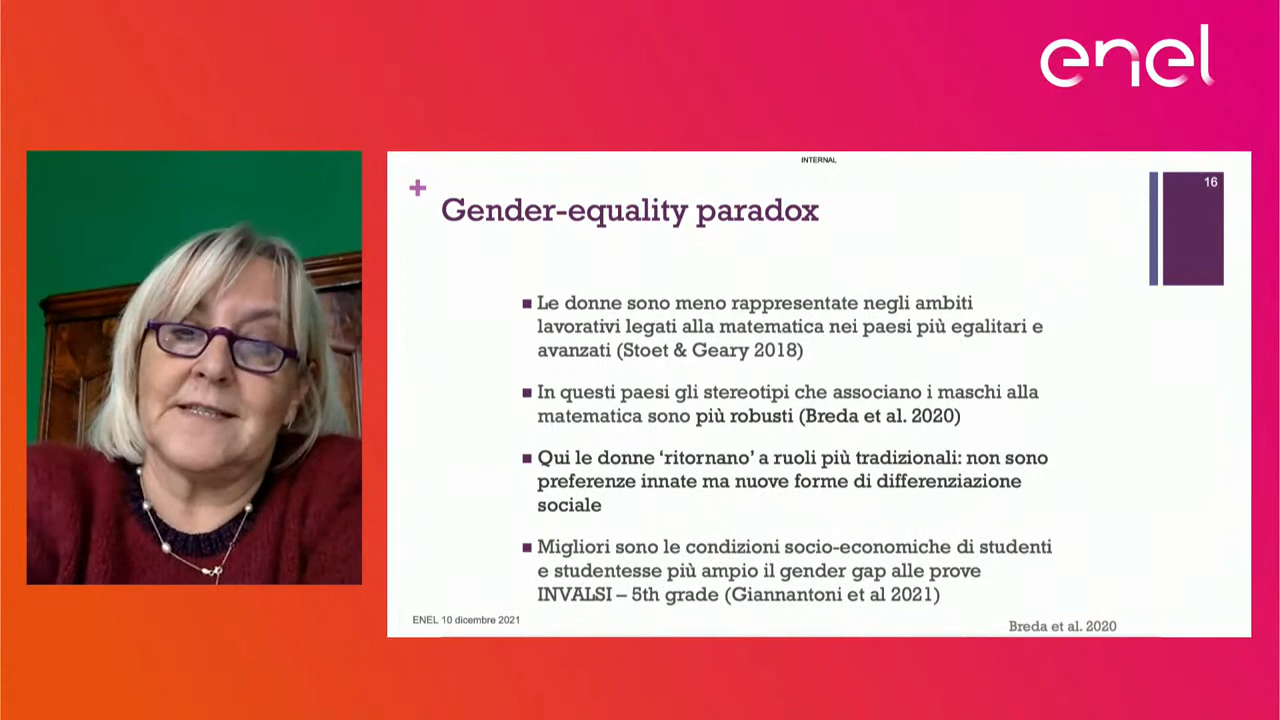 enel
INTERNAL
+
Gender-equality paradox
16
■ Le donne sono meno rappresentate negli ambiti
lavorativi legati alla matematica nei paesi più egalitari e
avanzati (Stoet & Geary 2018)
■ In questi paesi gli stereotipi che associano i maschi alla
matematica sono più robusti (Breda et al. 2020)
■ Qui le donne ‘ritornano’ a ruoli più tradizionali: non sono
preferenze innate ma nuove forme di differenziazione
sociale
■ Migliori sono le condizioni socio-economiche di studenti
e studentesse più ampio il gender gap alle prove
INVALSI – 5th grade (Giannantoni et al 2021)
ENEL 10 dicembre 2021
Breda et al. 2020